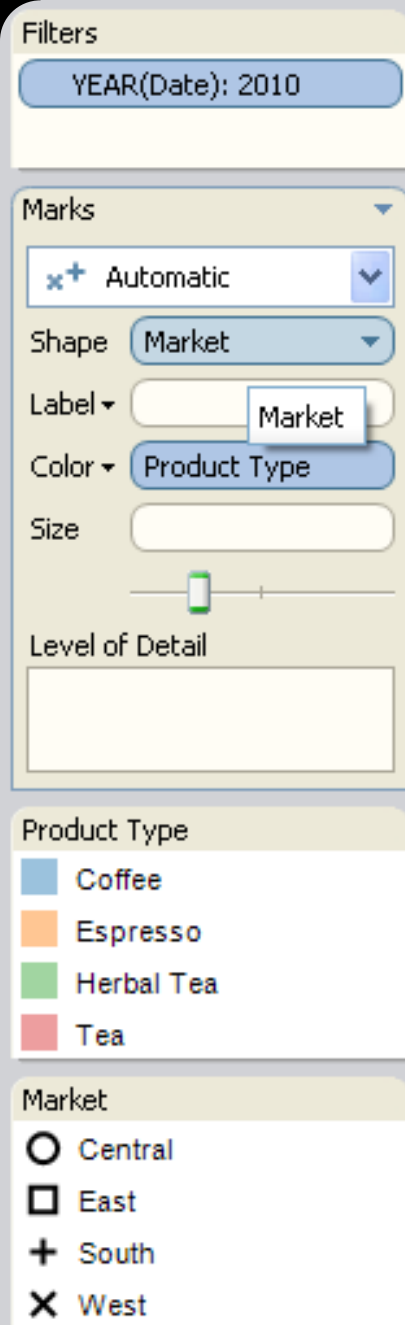 Filters
YEAR(Date): 2010
Marks
Automatic
Shape Market
Label
Market
Color Product Type
Size
Level of Detail
Product Type
Coffee
Espresso
Herbal Tea
Tea
Market
Central
East
South
West